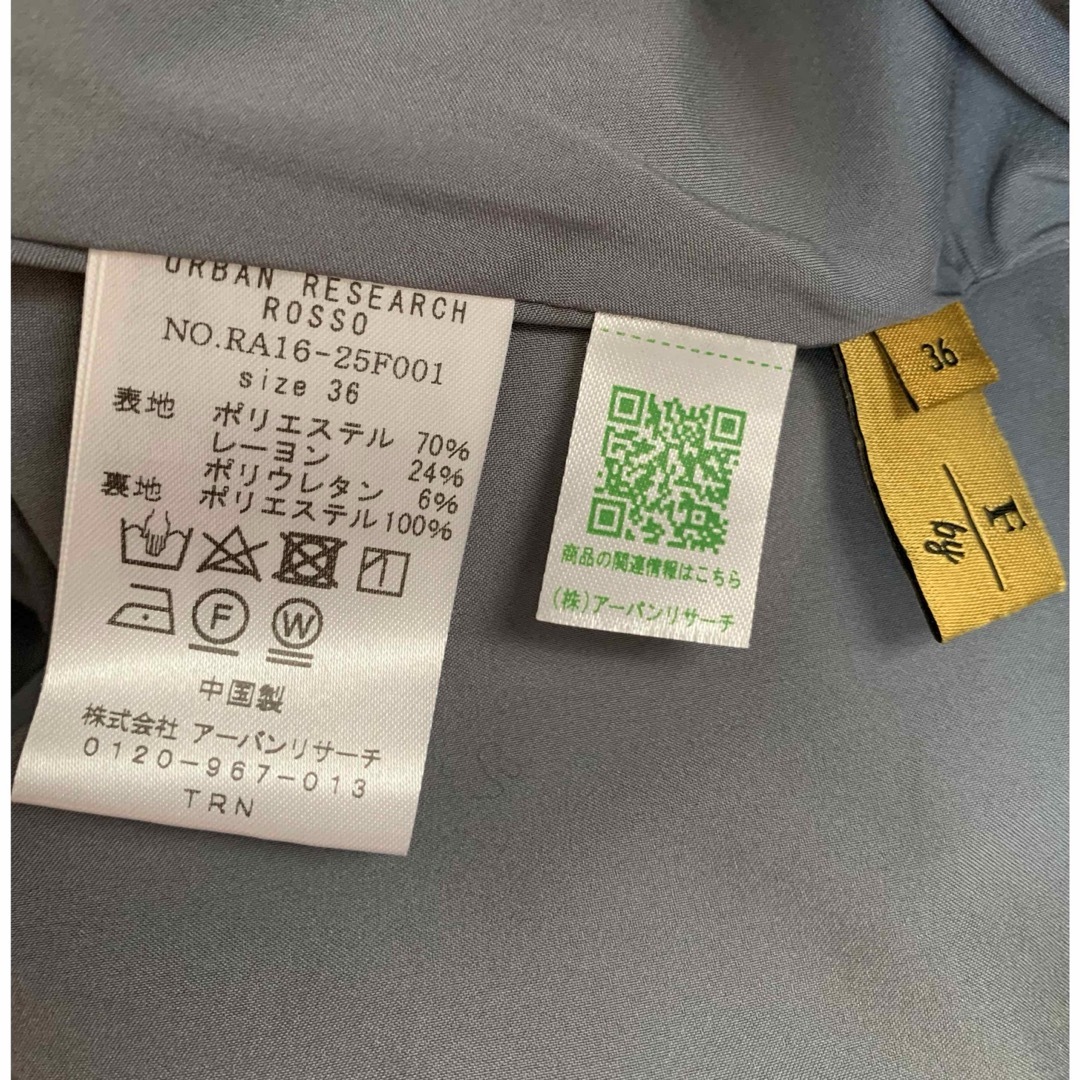 URBAN RESEARCH
ROSSO
NO.RA16-25F001
size 36
表地 ポリエステル 70%
レーヨン 24%
ポリウレタン 6%
裏地 ポリエステル 100%
F
W
中国製
株式会社 アーバンリサーチ
0120-967-013
TRN
商品の関連情報はこちら
(株)アーバンリサーチ
36
F
by